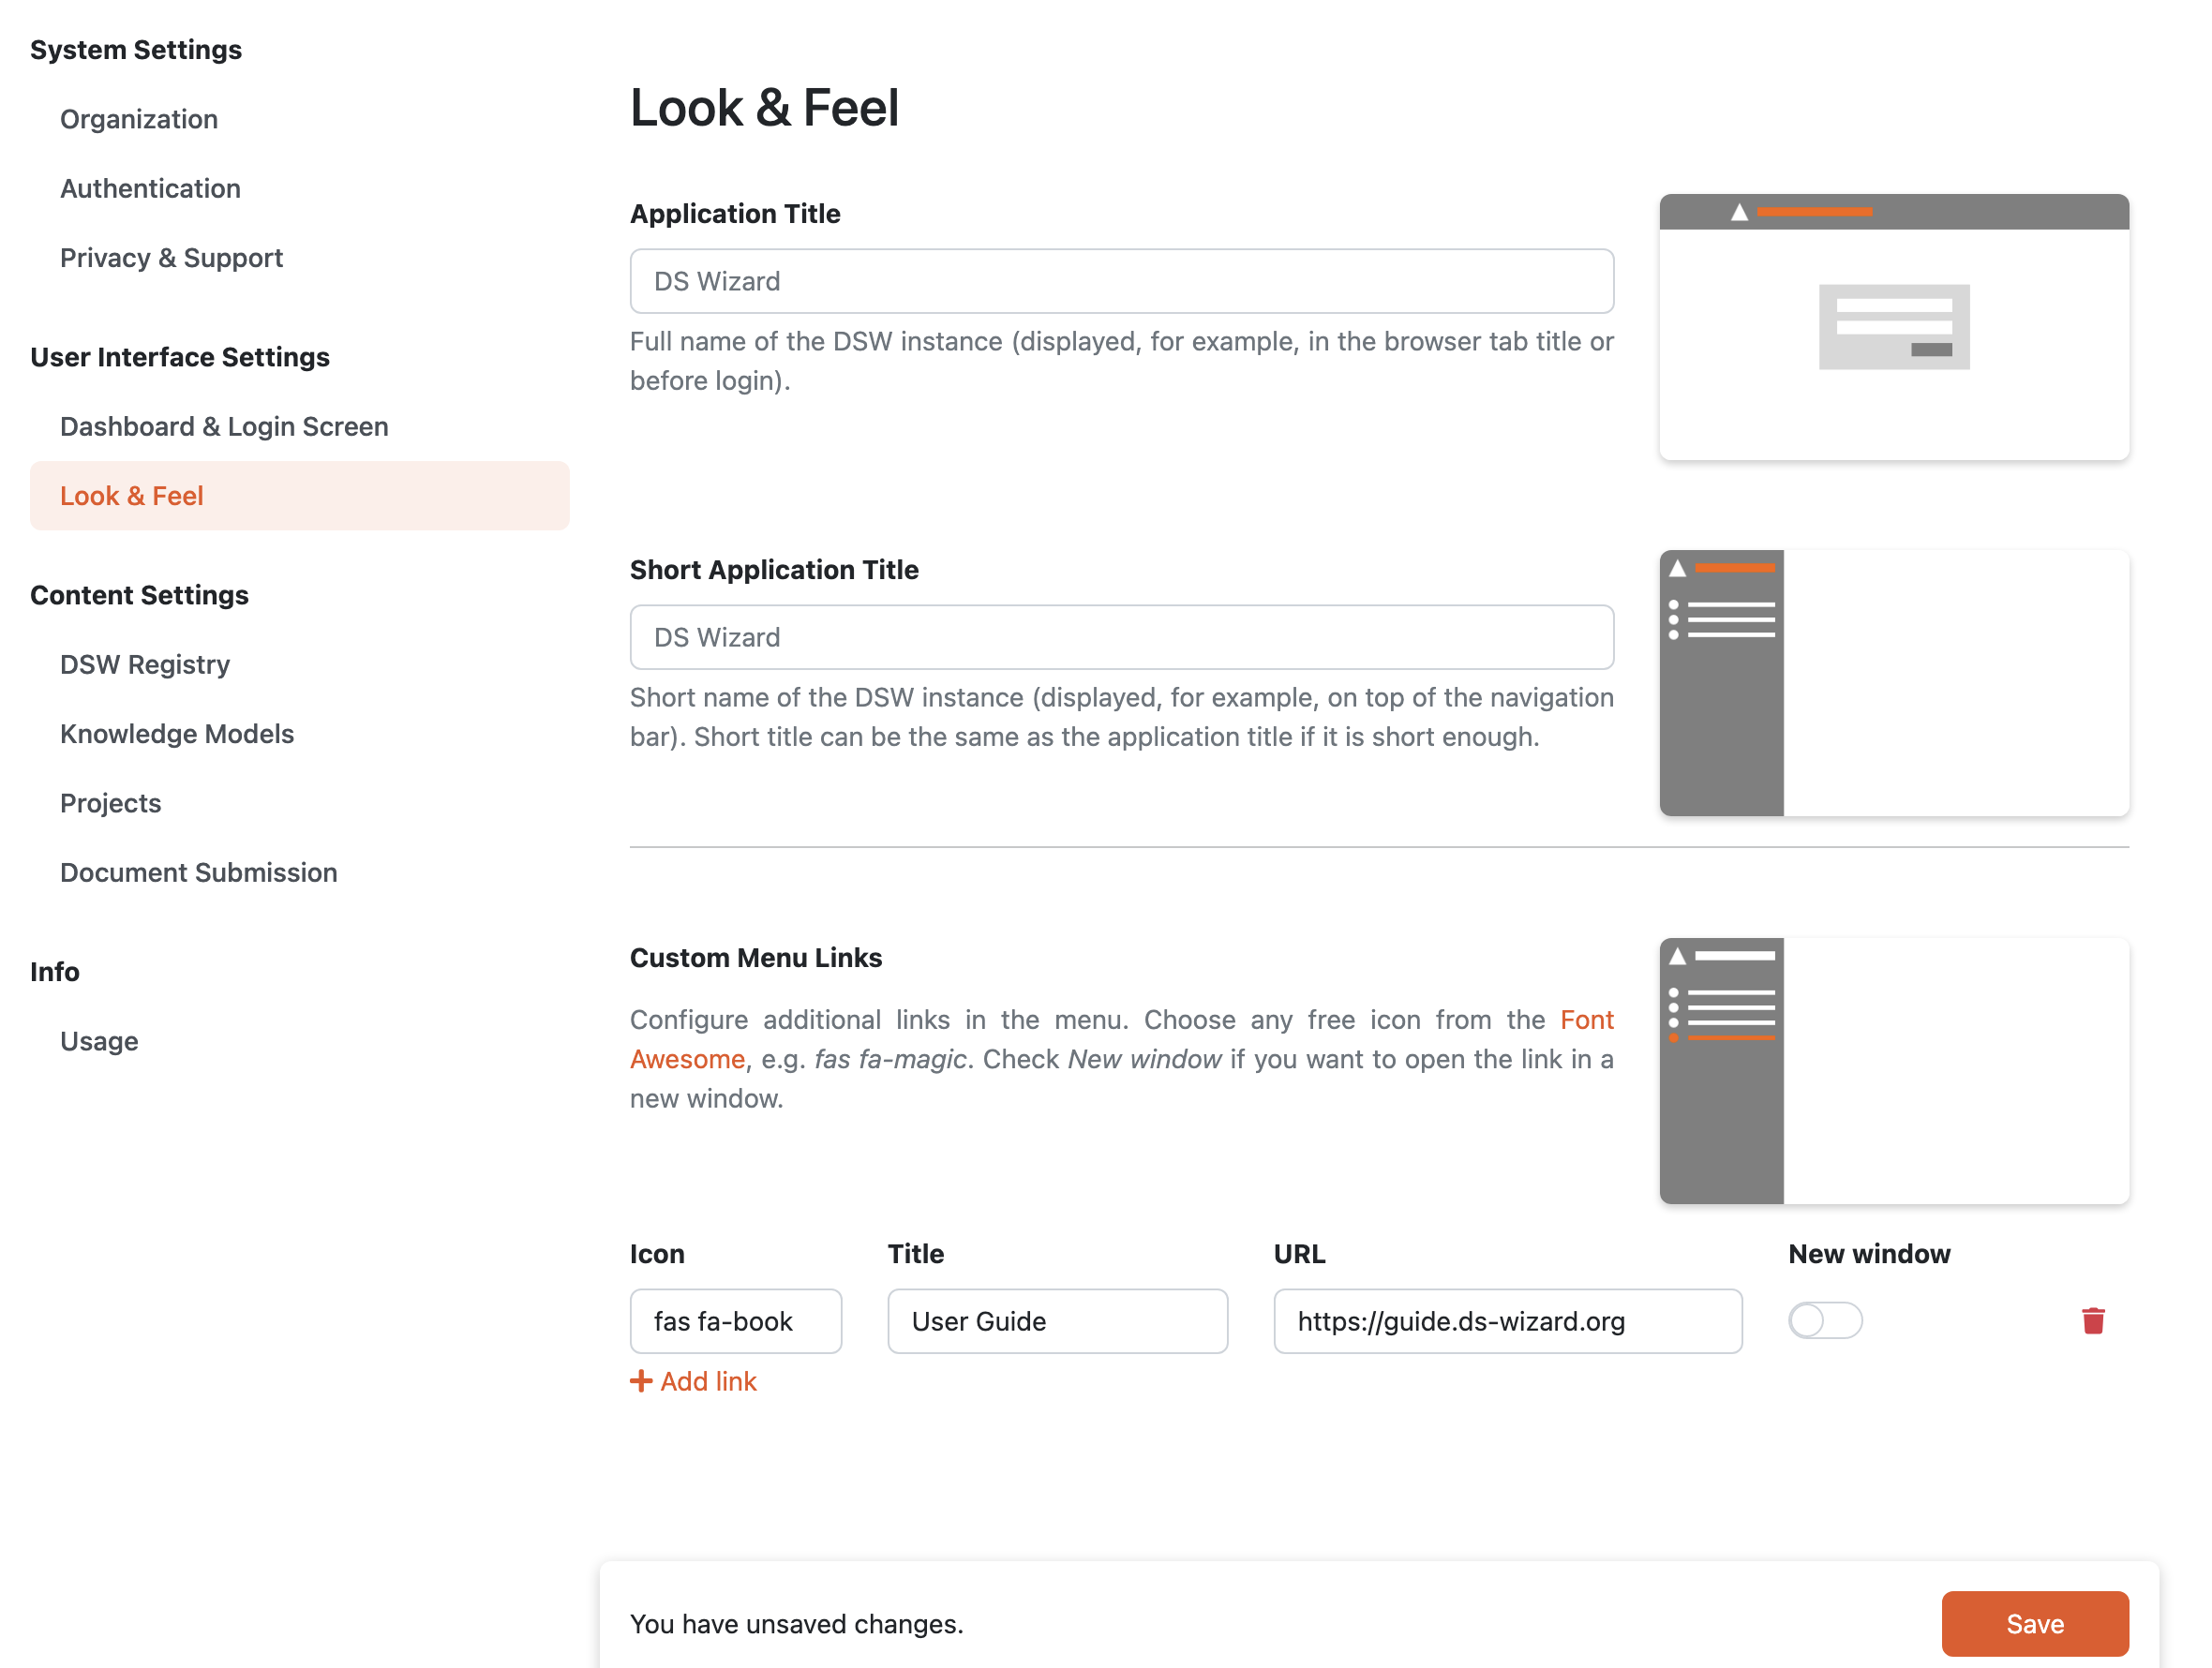 System Settings
Organization
Authentication
Privacy & Support
User Interface Settings
Dashboard & Login Screen
Look & Feel
Content Settings
DSW Registry
Knowledge Models
Projects
Document Submission
Info
Usage
Look & Feel
Application Title
DS Wizard
Full name of the DSW instance (displayed, for example, in the browser tab title or
before login).
Short Application Title
DS Wizard
Short name of the DSW instance (displayed, for example, on top of the navigation
bar). Short title can be the same as the application title if it is short enough.
Custom Menu Links
Configure additional links in the menu. Choose any free icon from the Font
Awesome, e.g. fas fa-magic. Check New window if you want to open the link in a
new window.
Icon Title URL New window
fas fa-book User Guide https://guide.ds-wizard.org
Add link
You have unsaved changes. Save